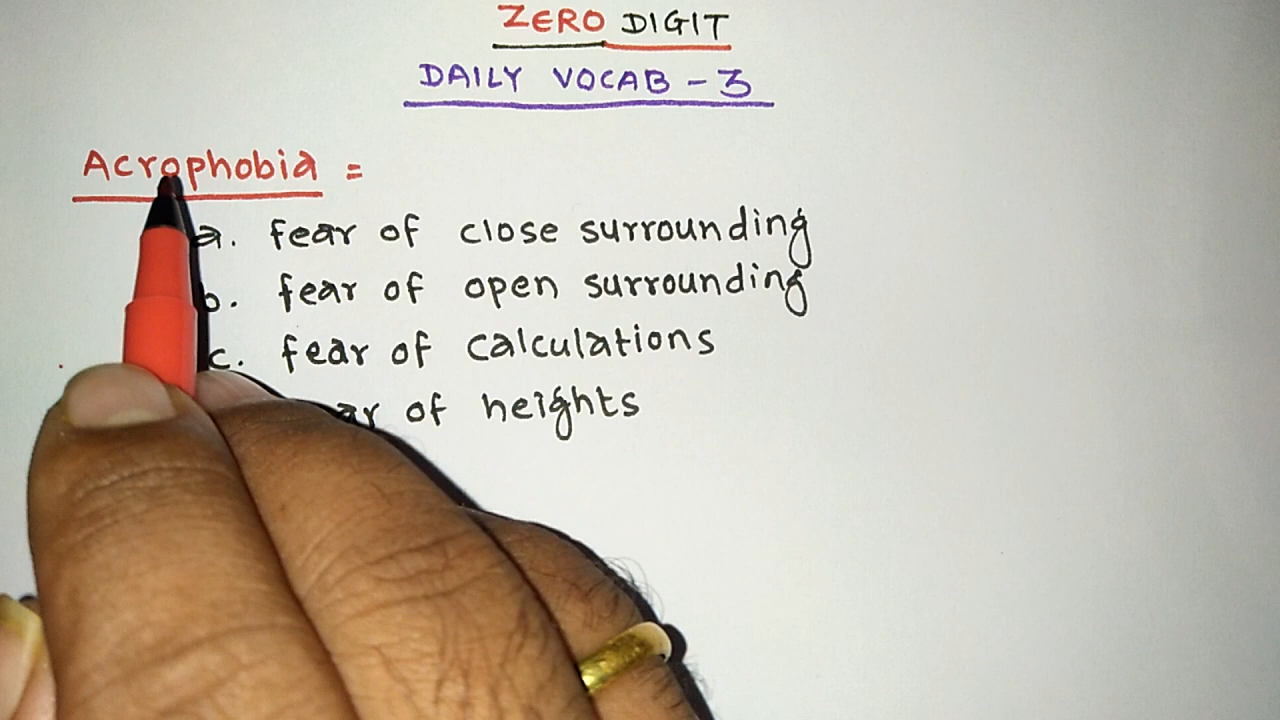 ZERO DIGIT
DAILY VOCAB - 3
Acrophobia =
a. fear of close surrounding
b. fear of open surrounding
c. fear of calculations
of heights